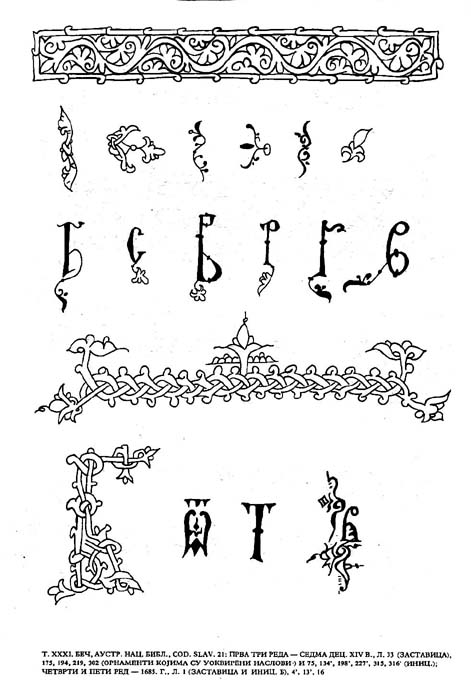 Т. XXXI. БЕЧ, АУСТР. НАЦ. БИБЛ., COD. SLAV. 21: ПРВА ТРИ РЕДА — СЕДМА ДЕЦ. XIV В., Л. 33 (ЗАСТАВИЦА),
175, 194, 219, 302 (ОРНАМЕНТИ КОЈИМА СУ УОКВИРЕНИ НАСЛОВИ) И 75, 134', 198', 227', 315, 316' (ИНИЦ.);
ЧЕТВРТИ И ПЕТИ РЕД — 1685. Г., Л. 1 (ЗАСТАВИЦА И ИНИЦ. Б), 4', 13', 16